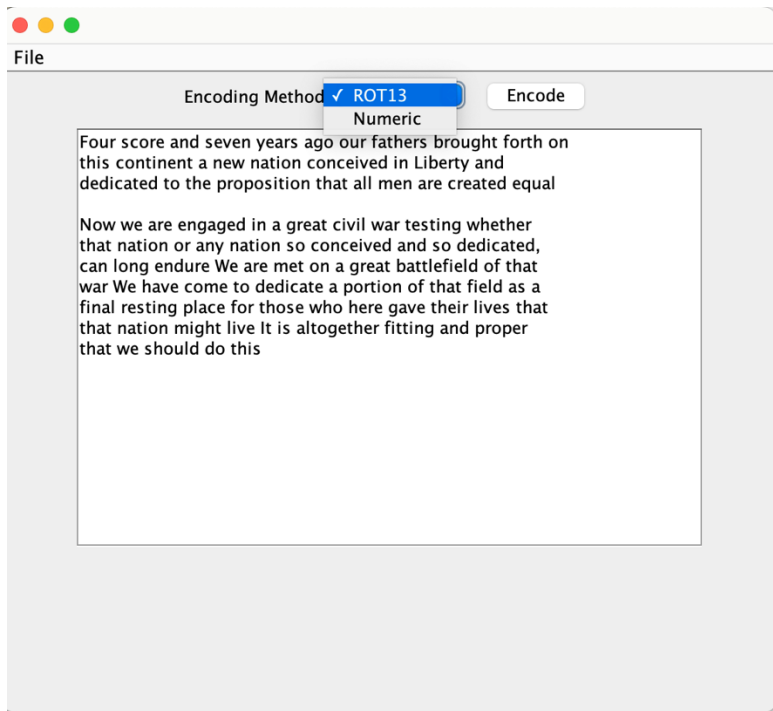 File
Encoding Method ✓ ROT13 Encode
Numeric
Four score and seven years ago our fathers brought forth on
this continent a new nation conceived in Liberty and
dedicated to the proposition that all men are created equal
Now we are engaged in a great civil war testing whether
that nation or any nation so conceived and so dedicated,
can long endure We are met on a great battlefield of that
war We have come to dedicate a portion of that field as a
final resting place for those who here gave their lives that
that nation might live It is altogether fitting and proper
that we should do this